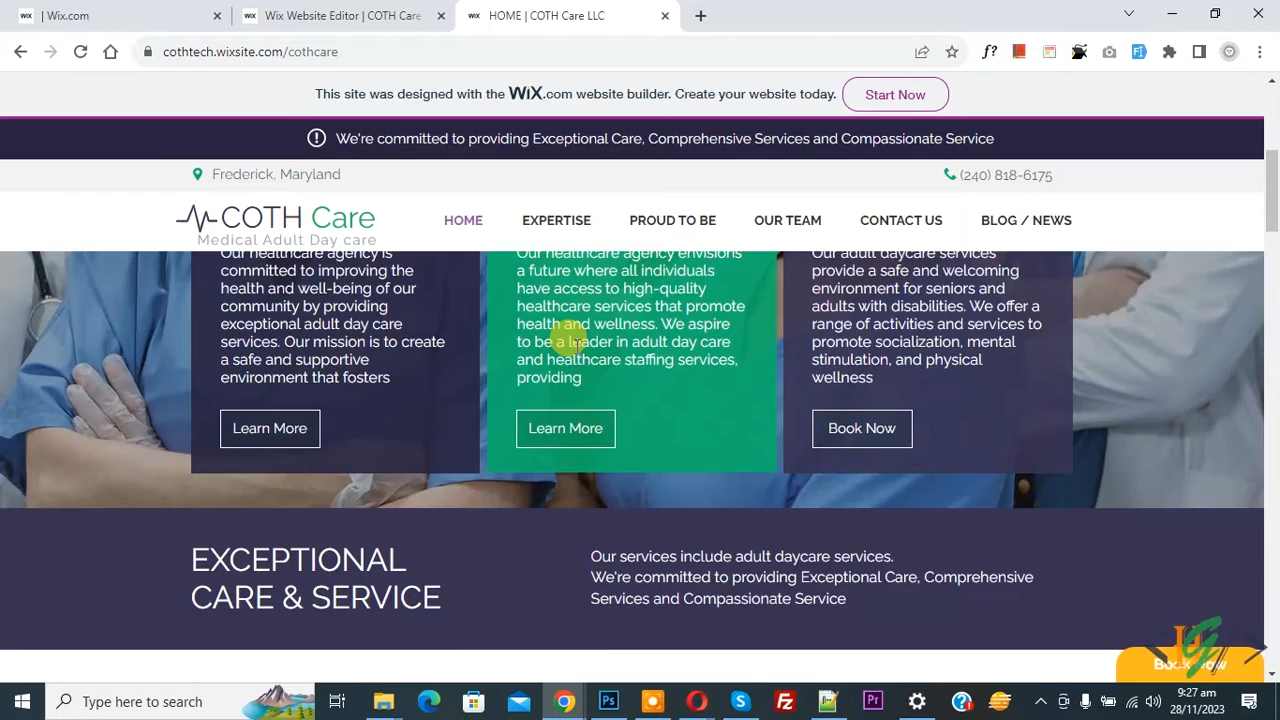 WIX | Wix.com
WIX Wix Website Editor | COTH Care
WIX HOME | COTH Care LLC
cothtech.wixsite.com/cothcare
f?
This site was designed with the WiX.com website builder. Create your website today.
Start Now
We're committed to providing Exceptional Care, Comprehensive Services and Compassionate Service
Frederick, Maryland
(240) 818-6175
COTH Care
Medical Adult Day care
HOME
EXPERTISE
PROUD TO BE
OUR TEAM
CONTACT US
BLOG / NEWS
Our healthcare agency is
committed to improving the
health and well-being of our
community by providing
exceptional adult day care
services. Our mission is to create
a safe and supportive
environment that fosters
Learn More
Our healthcare agency envisions
a future where all individuals
have access to high-quality
healthcare services that promote
health and wellness. We aspire
to be a leader in adult day care
and healthcare staffing services,
providing
Learn More
Our adult daycare services
provide a safe and welcoming
environment for seniors and
adults with disabilities. We offer a
range of activities and services to
promote socialization, mental
stimulation, and physical
wellness
Book Now
EXCEPTIONAL
CARE & SERVICE
Our services include adult daycare services.
We're committed to providing Exceptional Care, Comprehensive
Services and Compassionate Service
Book Now
Type here to search
Ps
Pr
9:27 am
28/11/2023